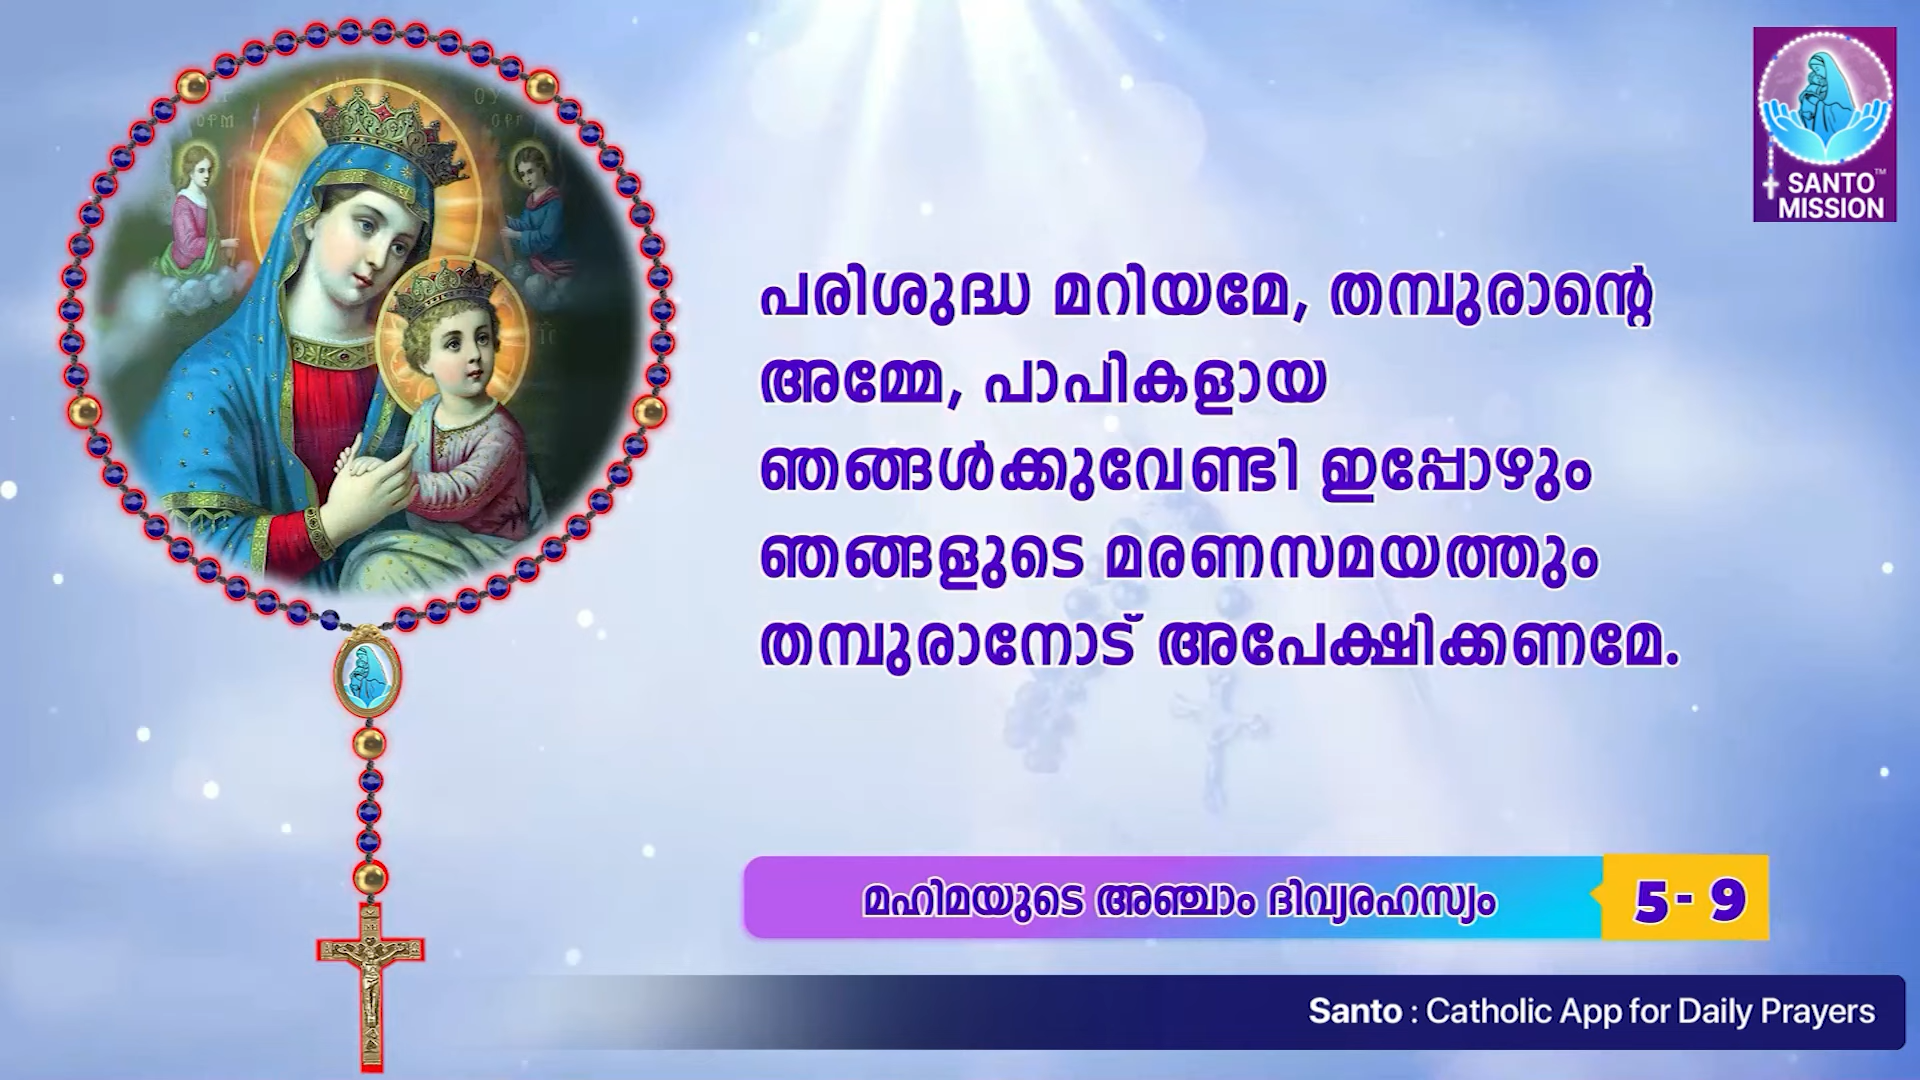 പരിശുദ്ധ മറിയമേ, തമ്പുരാന്റെ
അമ്മേ, പാപികളായ
ഞങ്ങൾക്കുവേണ്ടി ഇപ്പോഴും
ഞങ്ങളുടെ മരണസമയത്തും
തമ്പുരാനോട് അപേക്ഷിക്കണമേ.
മഹിമയുടെ അഞ്ചാം ദിവ്യരഹസ്യം
5- 9
Santo : Catholic App for Daily Prayers
SANTO™
MISSION